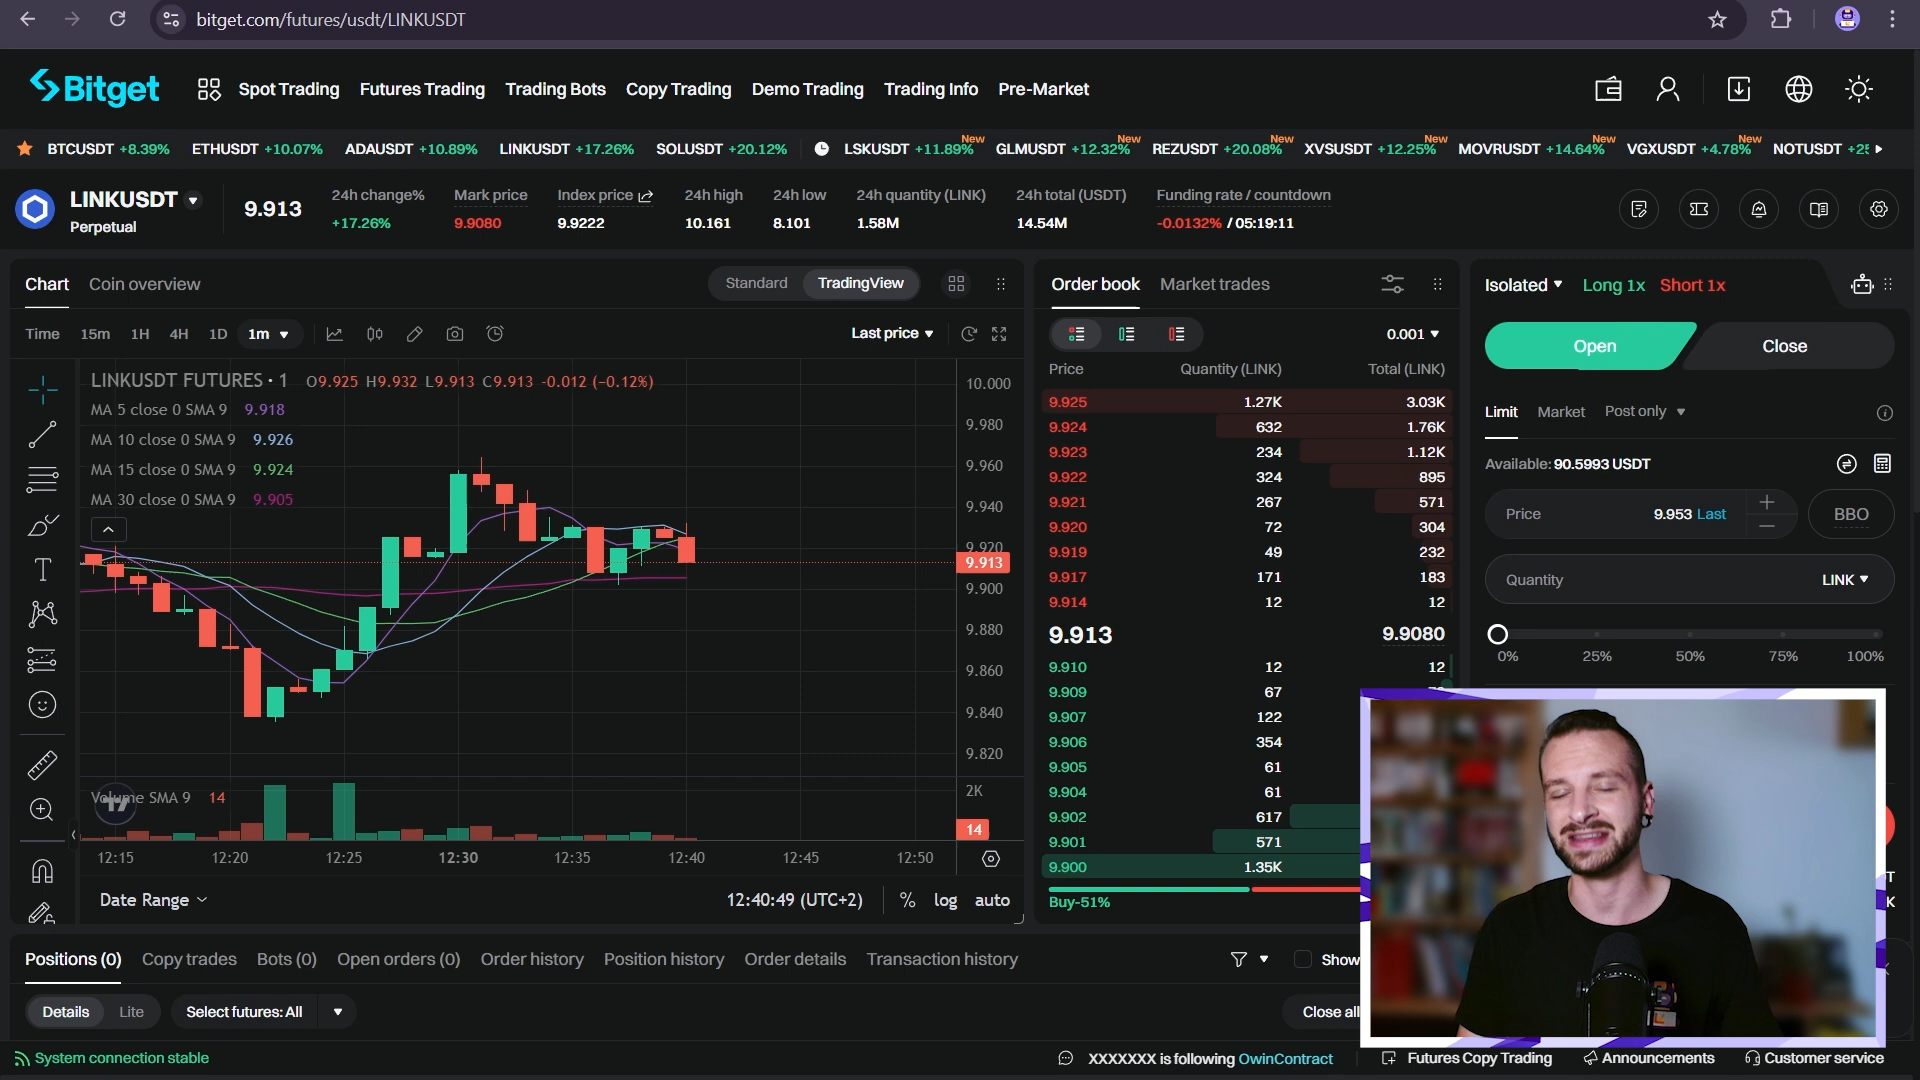 bitget.com/futures/usdt/LINKUSDT
Bitget Spot Trading Futures Trading Trading Bots Copy Trading Demo Trading Trading Info Pre-Market
BTCUSDT +8.39% ETHUSDT +10.07% ADAUSDT +10.89% LINKUSDT +17.26% SOLUSDT +20.12% LSKUSDT +11.89% New GLMUSDT +12.32% New REZUSDT +20.08% New XVSUSDT +12.25% New MOVRUSDT +14.64% New VGXUSDT +4.78% New NOTUSDT
LINKUSDT
Perpetual
9.913
24h change% Mark price Index price 24h high 24h low 24h quantity (LINK) 24h total (USDT) Funding rate / countdown
+17.26% 9.9080 9.9222 10.161 8.101 1.58M 14.54M -0.0132% / 05:19:11
Chart Coin overview Standard TradingView
Time 15m 1H 4H 1D 1m Last price
LINKUSDT FUTURES · 1 O9.925 H9.932 L9.913 C9.913 -0.012 (-0.12%)
MA 5 close 0 SMA 9 9.918
MA 10 close 0 SMA 9 9.926
MA 15 close 0 SMA 9 9.924
MA 30 close 0 SMA 9 9.905
10.000
9.980
9.960
9.940
9.920
9.913
9.900
9.880
9.860
9.840
9.820
Volume SMA 9 14
2K
14
12:15 12:20 12:25 12:30 12:35 12:40 12:45 12:50
Date Range 12:40:49 (UTC+2) % log auto
Order book Market trades
0.001
Price Quantity (LINK) Total (LINK)
9.925 1.27K 3.03K
9.924 632 1.76K
9.923 234 1.12K
9.922 324 895
9.921 267 571
9.920 72 304
9.919 49 232
9.917 171 183
9.914 12 12
9.913 9.9080
9.910 12 12
9.909 67
9.907 122
9.906 354
9.905 61
9.904 61
9.902 617
9.901 571
9.900 1.35K
Buy-51%
Isolated Long 1x Short 1x
Open Close
Limit Market Post only
Available: 90.5993 USDT
Price 9.953 Last BBO
Quantity LINK
0% 25% 50% 75% 100%
T
K
Positions (0) Copy trades Bots (0) Open orders (0) Order history Position history Order details Transaction history Show
Details Lite Select futures: All Close all
System connection stable XXXXXXX is following OwinContract Futures Copy Trading Announcements Customer service